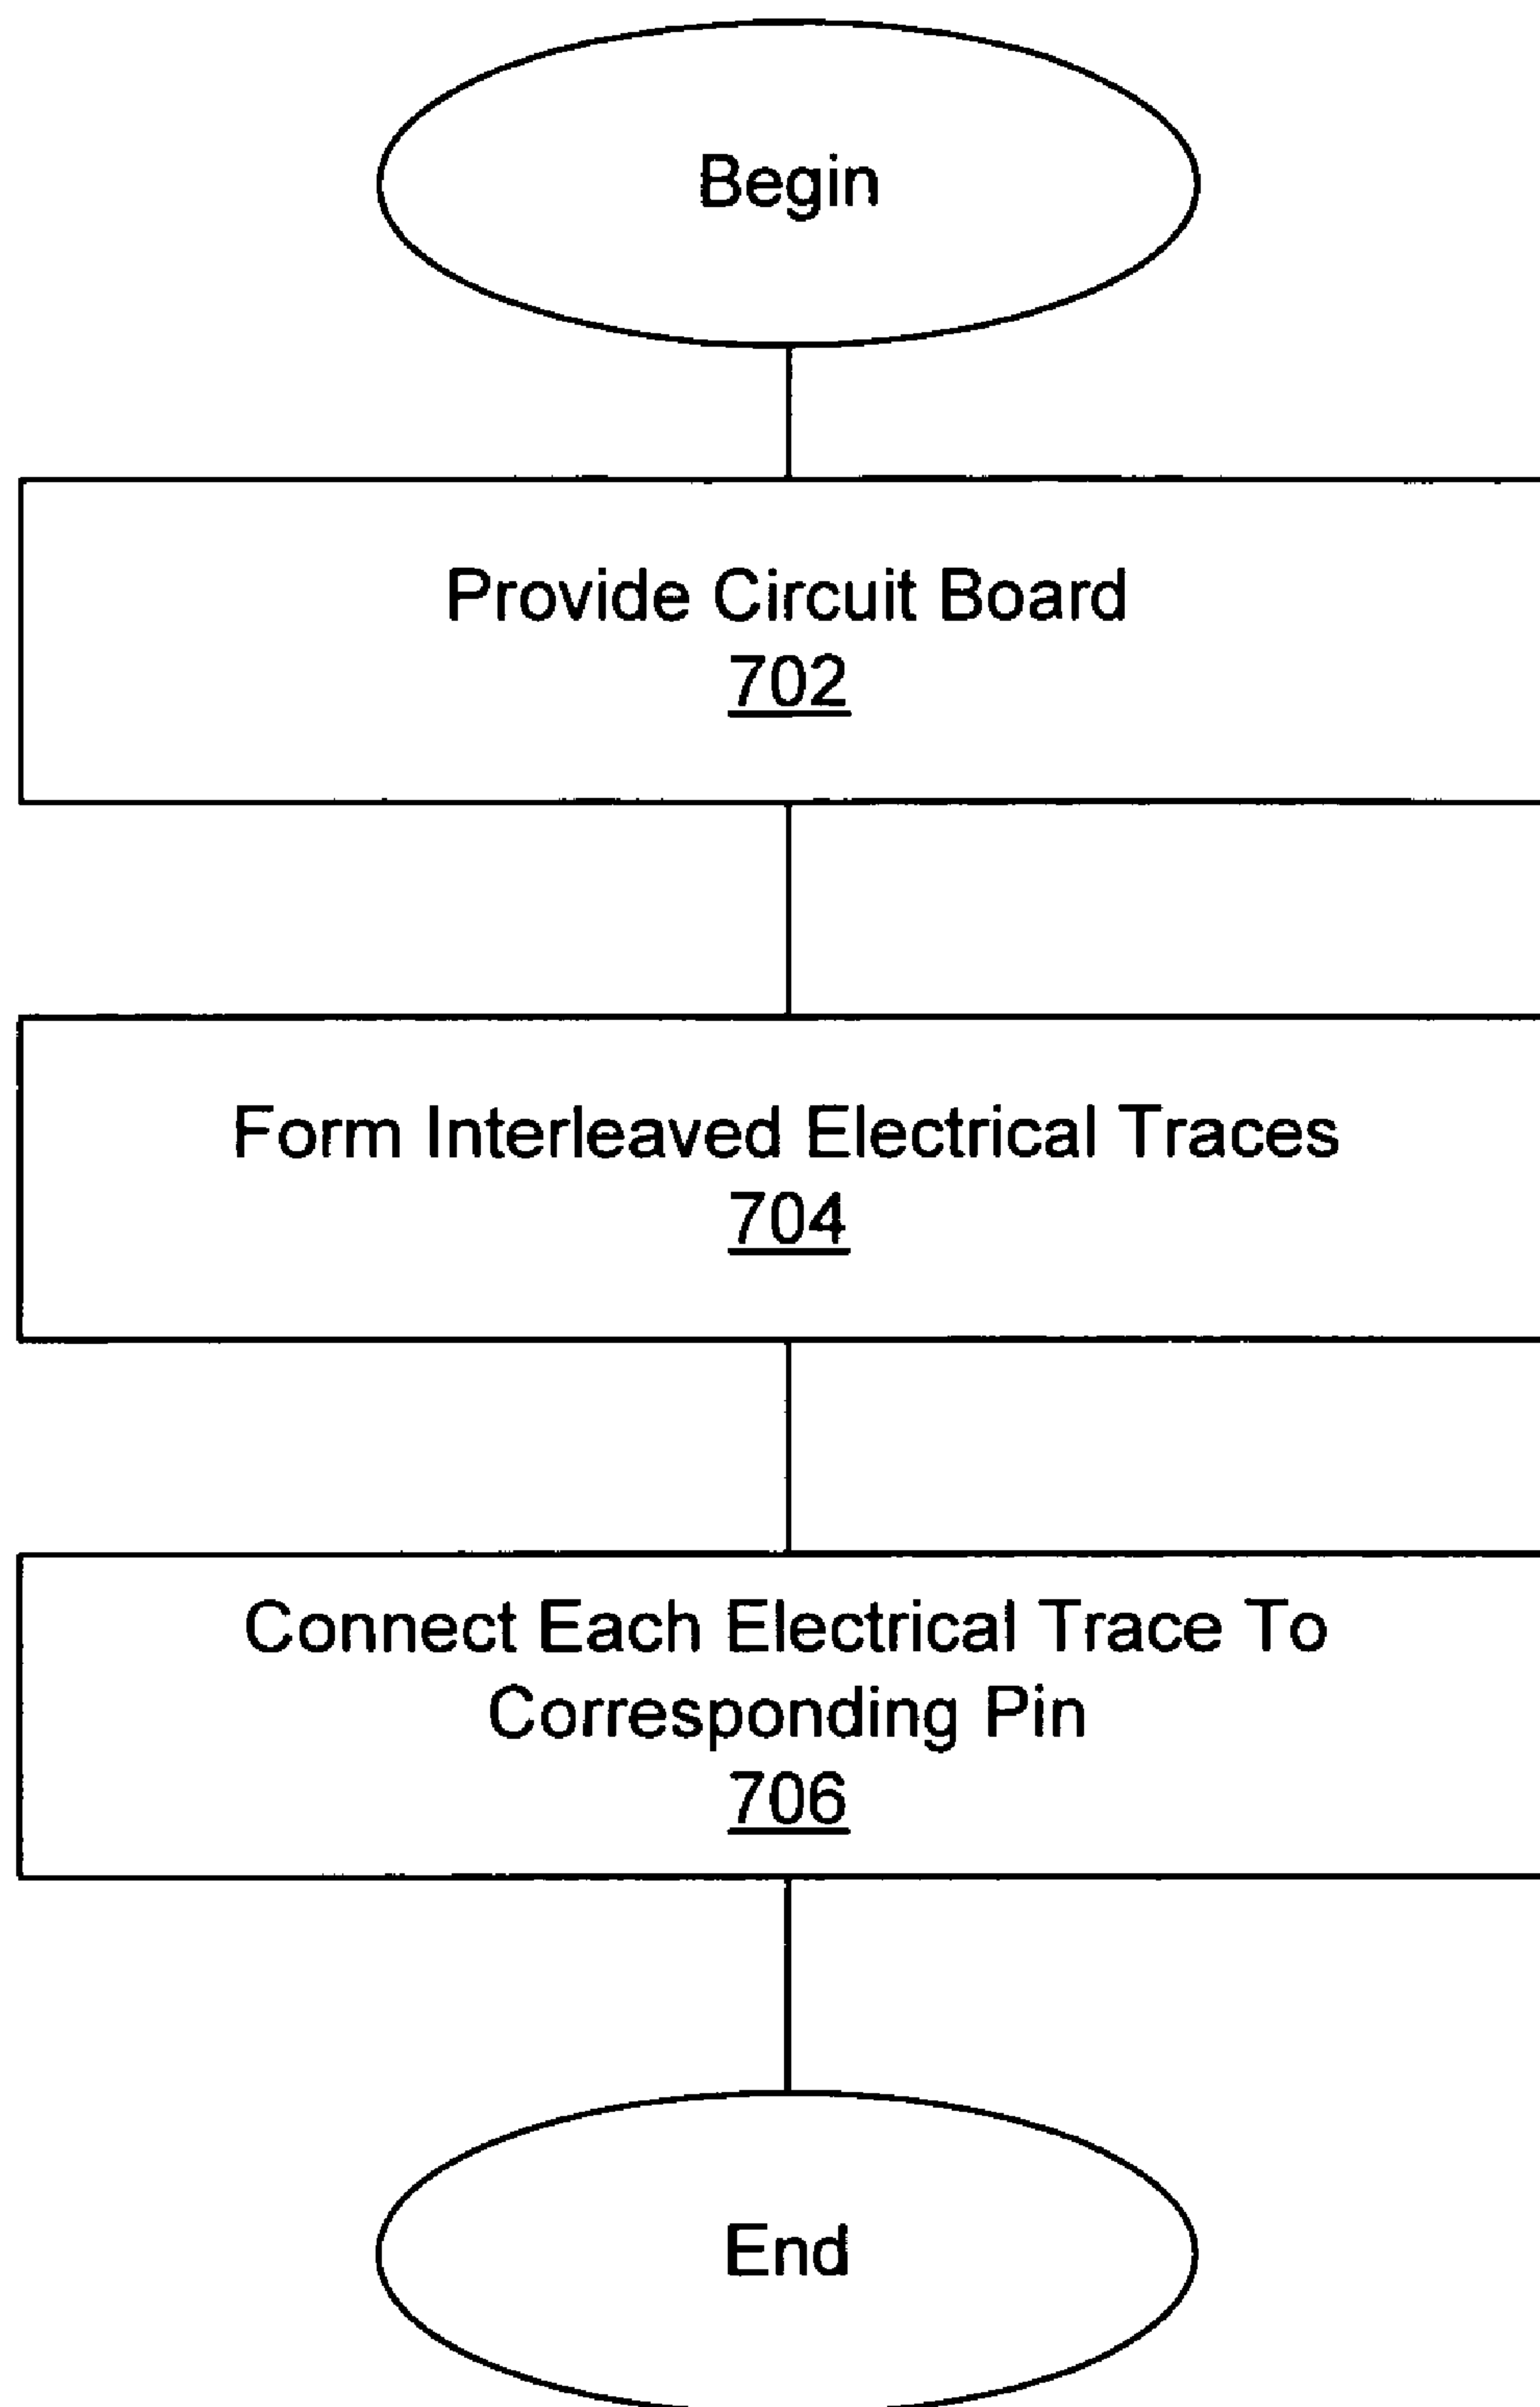 Begin
Provide Circuit Board
702
Form Interleaved Electrical Traces
704
Connect Each Electrical Trace To
Corresponding Pin
706
End